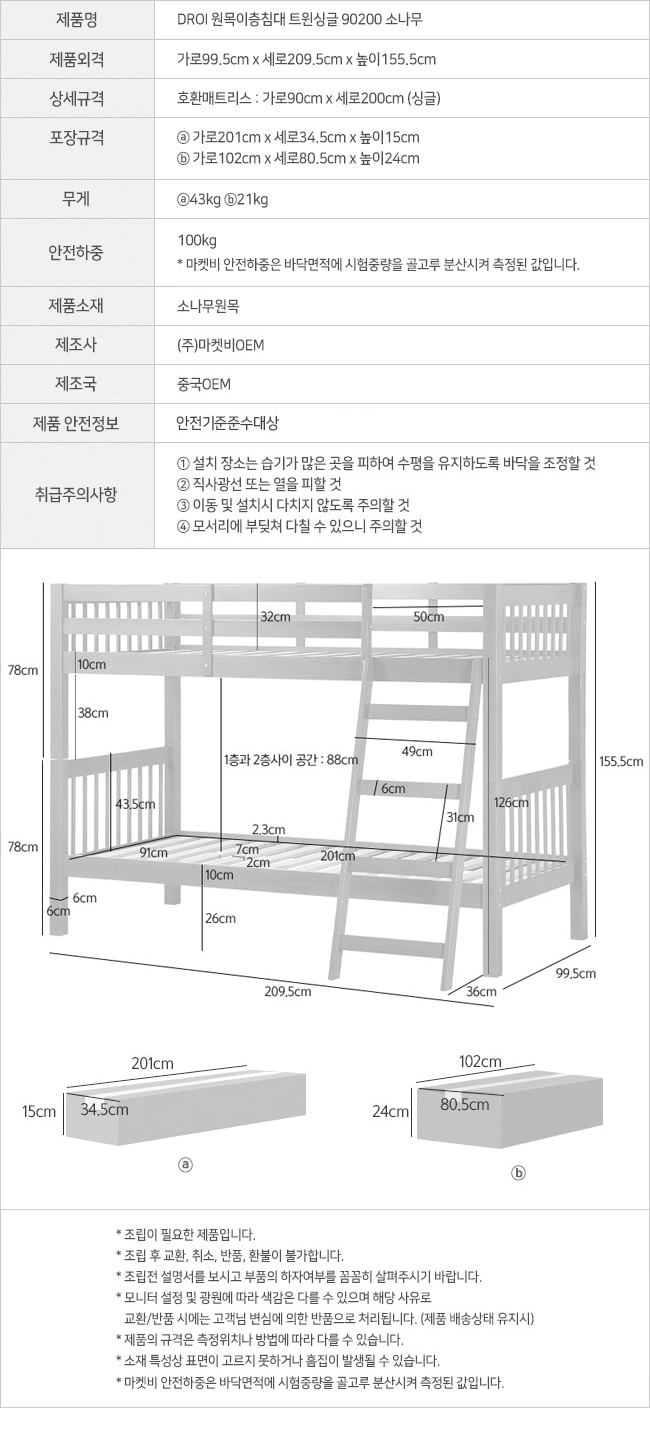 제품명
DROI 원목이층침대 트윈싱글 90200 소나무
제품외격
가로99.5cm x 세로209.5cm x 높이155.5cm
상세규격
호환매트리스 : 가로90cm x 세로200cm (싱글)
포장규격
ⓐ 가로201cm x 세로34.5cm x 높이15cm
ⓑ 가로102cm x 세로80.5cm x 높이24cm
무게
ⓐ43kg ⓑ21kg
안전하중
100kg
* 마켓비 안전하중은 바닥면적에 시험중량을 골고루 분산시켜 측정된 값입니다.
제품소재
소나무원목
제조사
(주)마켓비OEM
제조국
중국OEM
제품 안전정보
안전기준준수대상
취급주의사항
① 설치 장소는 습기가 많은 곳을 피하여 수평을 유지하도록 바닥을 조정할 것
② 직사광선 또는 열을 피할 것
③ 이동 및 설치시 다치지 않도록 주의할 것
④ 모서리에 부딪쳐 다칠 수 있으니 주의할 것
32cm
50cm
78cm
10cm
38cm
1층과 2층사이 공간 : 88cm
49cm
155.5cm
43.5cm
6cm
126cm
31cm
2.3cm
78cm
91cm
7cm
2cm
201cm
10cm
6cm
6cm
26cm
209.5cm
36cm
99.5cm
201cm
15cm
34.5cm
ⓐ
102cm
24cm
80.5cm
ⓑ
* 조립이 필요한 제품입니다.
* 조립 후 교환, 취소, 반품, 환불이 불가합니다.
* 조립전 설명서를 보시고 부품의 하자여부를 꼼꼼히 살펴주시기 바랍니다.
* 모니터 설정 및 광원에 따라 색감은 다를 수 있으며 해당 사유로
교환/반품 시에는 고객님 변심에 의한 반품으로 처리됩니다. (제품 배송상태 유지시)
* 제품의 규격은 측정위치나 방법에 따라 다를 수 있습니다.
* 소재 특성상 표면이 고르지 못하거나 흠집이 발생될 수 있습니다.
* 마켓비 안전하중은 바닥면적에 시험중량을 골고루 분산시켜 측정된 값입니다.